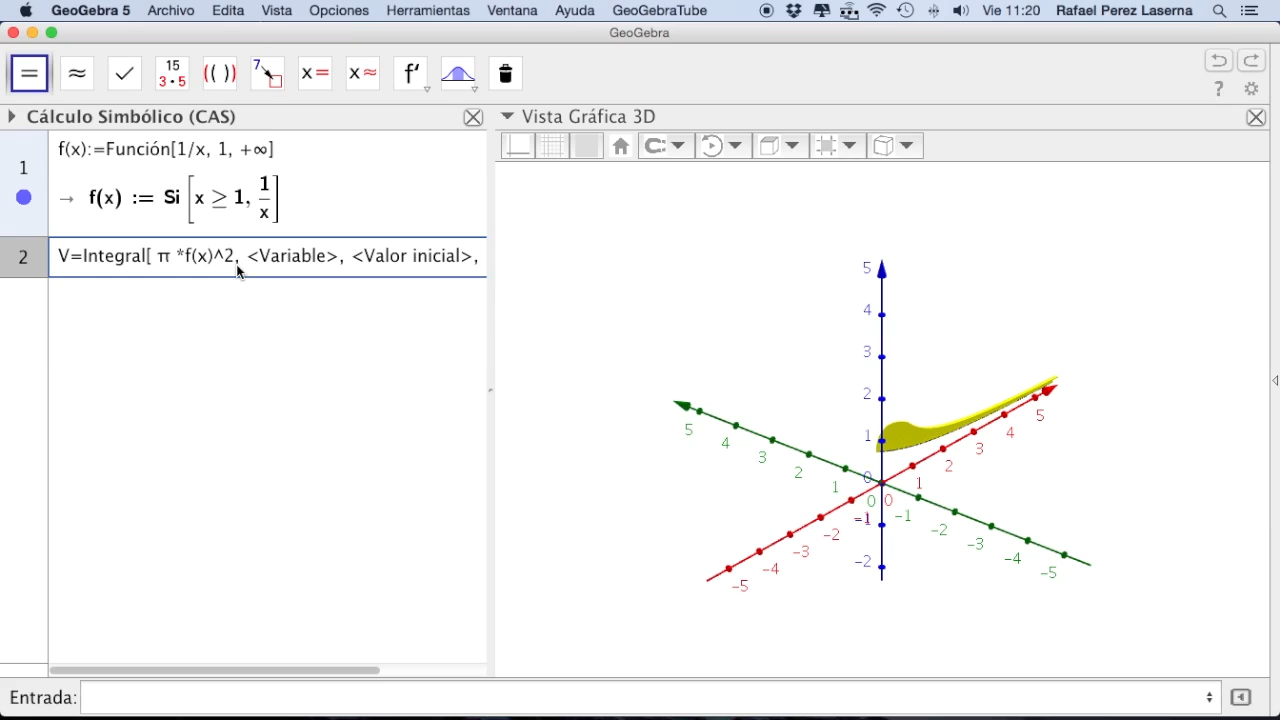 GeoGebra 5 Archivo Edita Vista Opciones Herramientas Ventana Ayuda GeoGebraTube Vie 11:20 Rafael Perez Laserna
GeoGebra
= ≈ ✓ 15 3·5 (( )) 7 x= x≈ f′ ?
Cálculo Simbólico (CAS)
Vista Gráfica 3D
1
f(x):=Función[1/x, 1, +∞]
→ f(x) := Si [x ≥ 1, 1/x]
2
V=Integral[ π *f(x)^2, <Variable>, <Valor inicial>,
5
4
3
2
1
0
-1
-2
5 4 3 2 1 0 -1 -2 -3 -4 -5
5 4 3 2 1 0 -2 -3 -4 -5
Entrada: